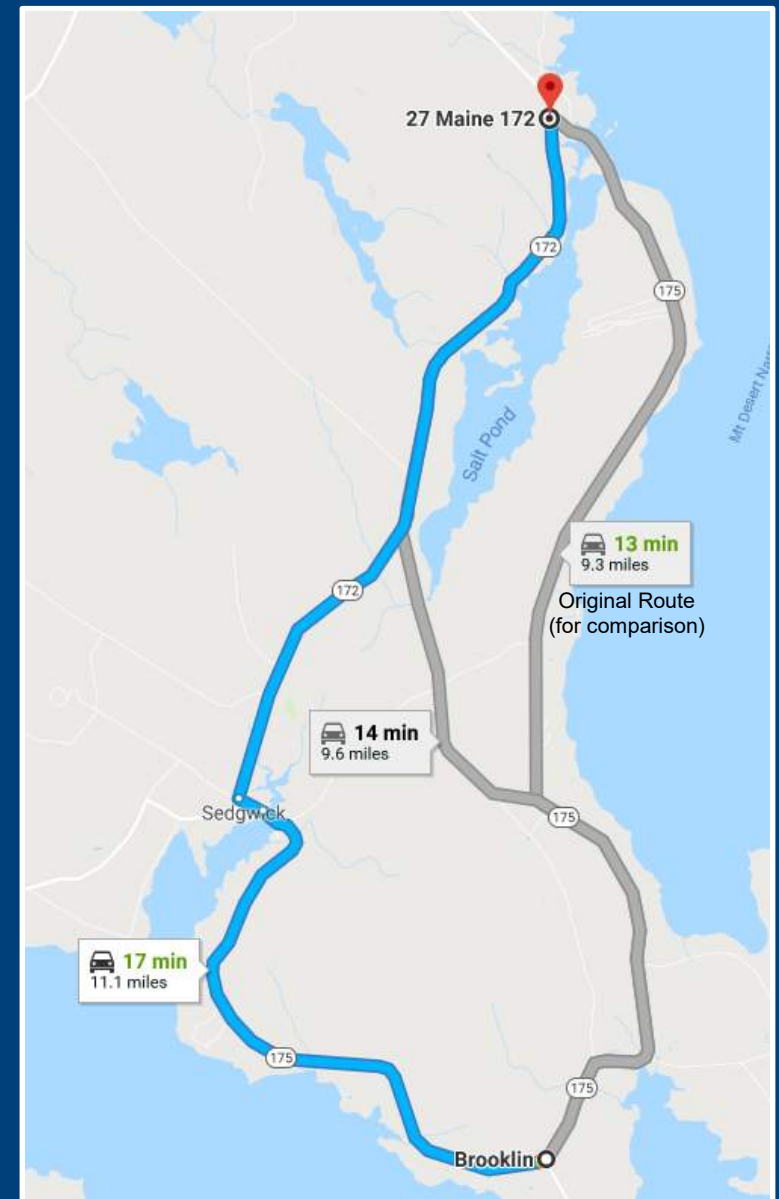 27 Maine 172
172
175
Salt Pond
13 min
9.3 miles
Original Route
(for comparison)
172
14 min
9.6 miles
Sedgwick
175
17 min
11.1 miles
175
175
Brooklin